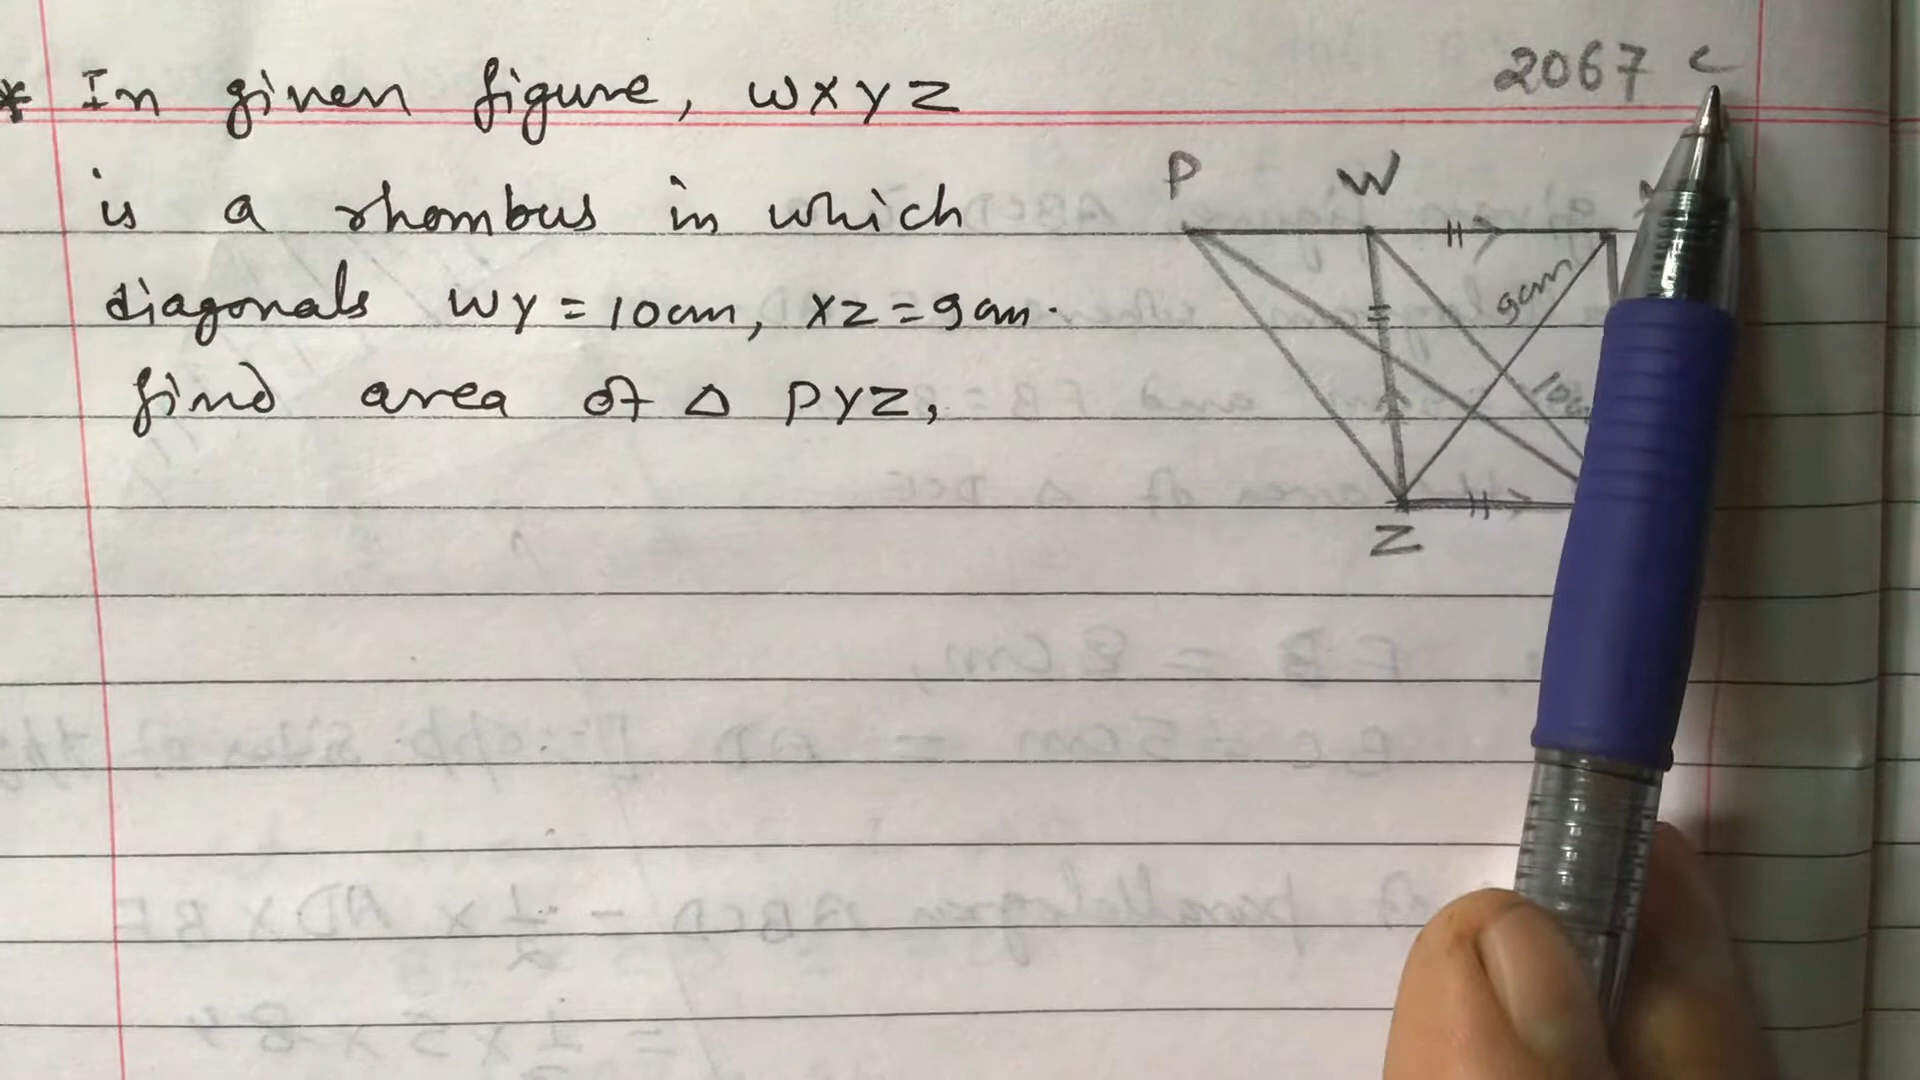 2067 C
* In given figure, WXYZ
is a rhombus in which
diagonals WY = 10cm, XZ = 9cm.
find area of △ PYZ,
P W
9cm
Z